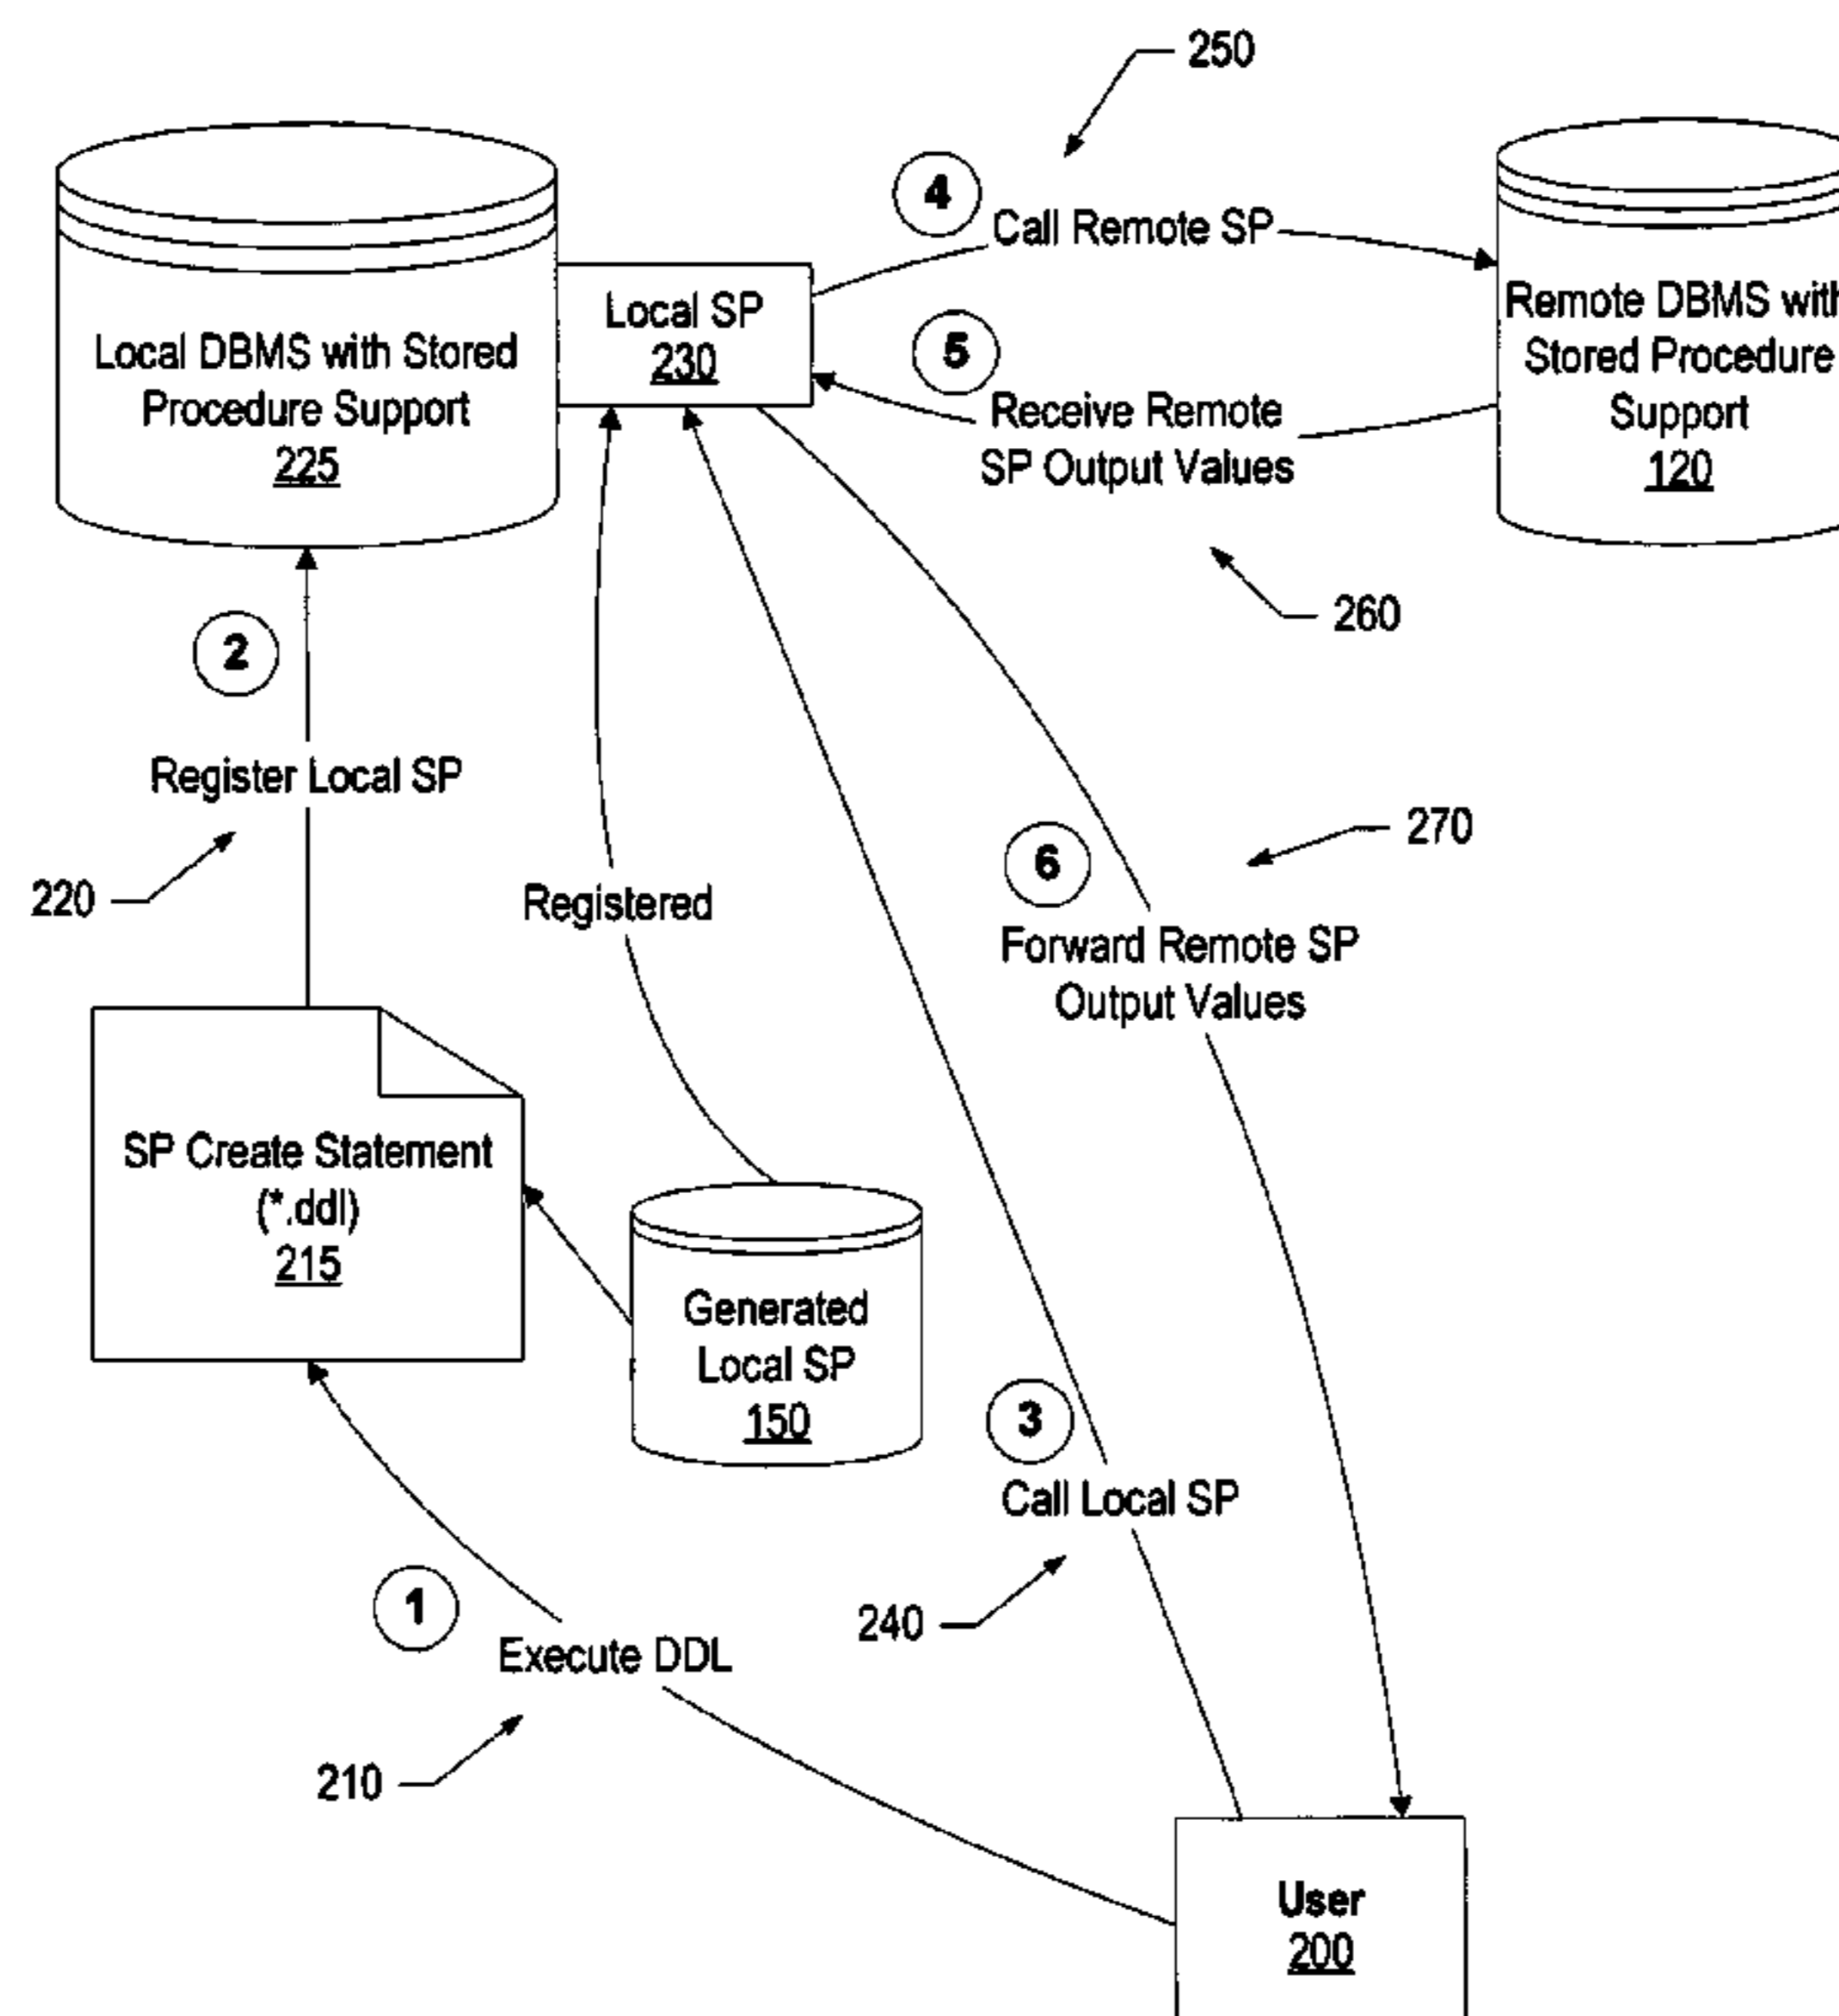 250
4
Call Remote SP
Local SP
230
5
Receive Remote
SP Output Values
Local DBMS with Stored
Procedure Support
225
Remote DBMS with
Stored Procedure
Support
120
260
2
Register Local SP
220
Registered
270
6
Forward Remote SP
Output Values
SP Create Statement
(*.ddl)
215
Generated
Local SP
150
3
Call Local SP
240
1
Execute DDL
210
User
200